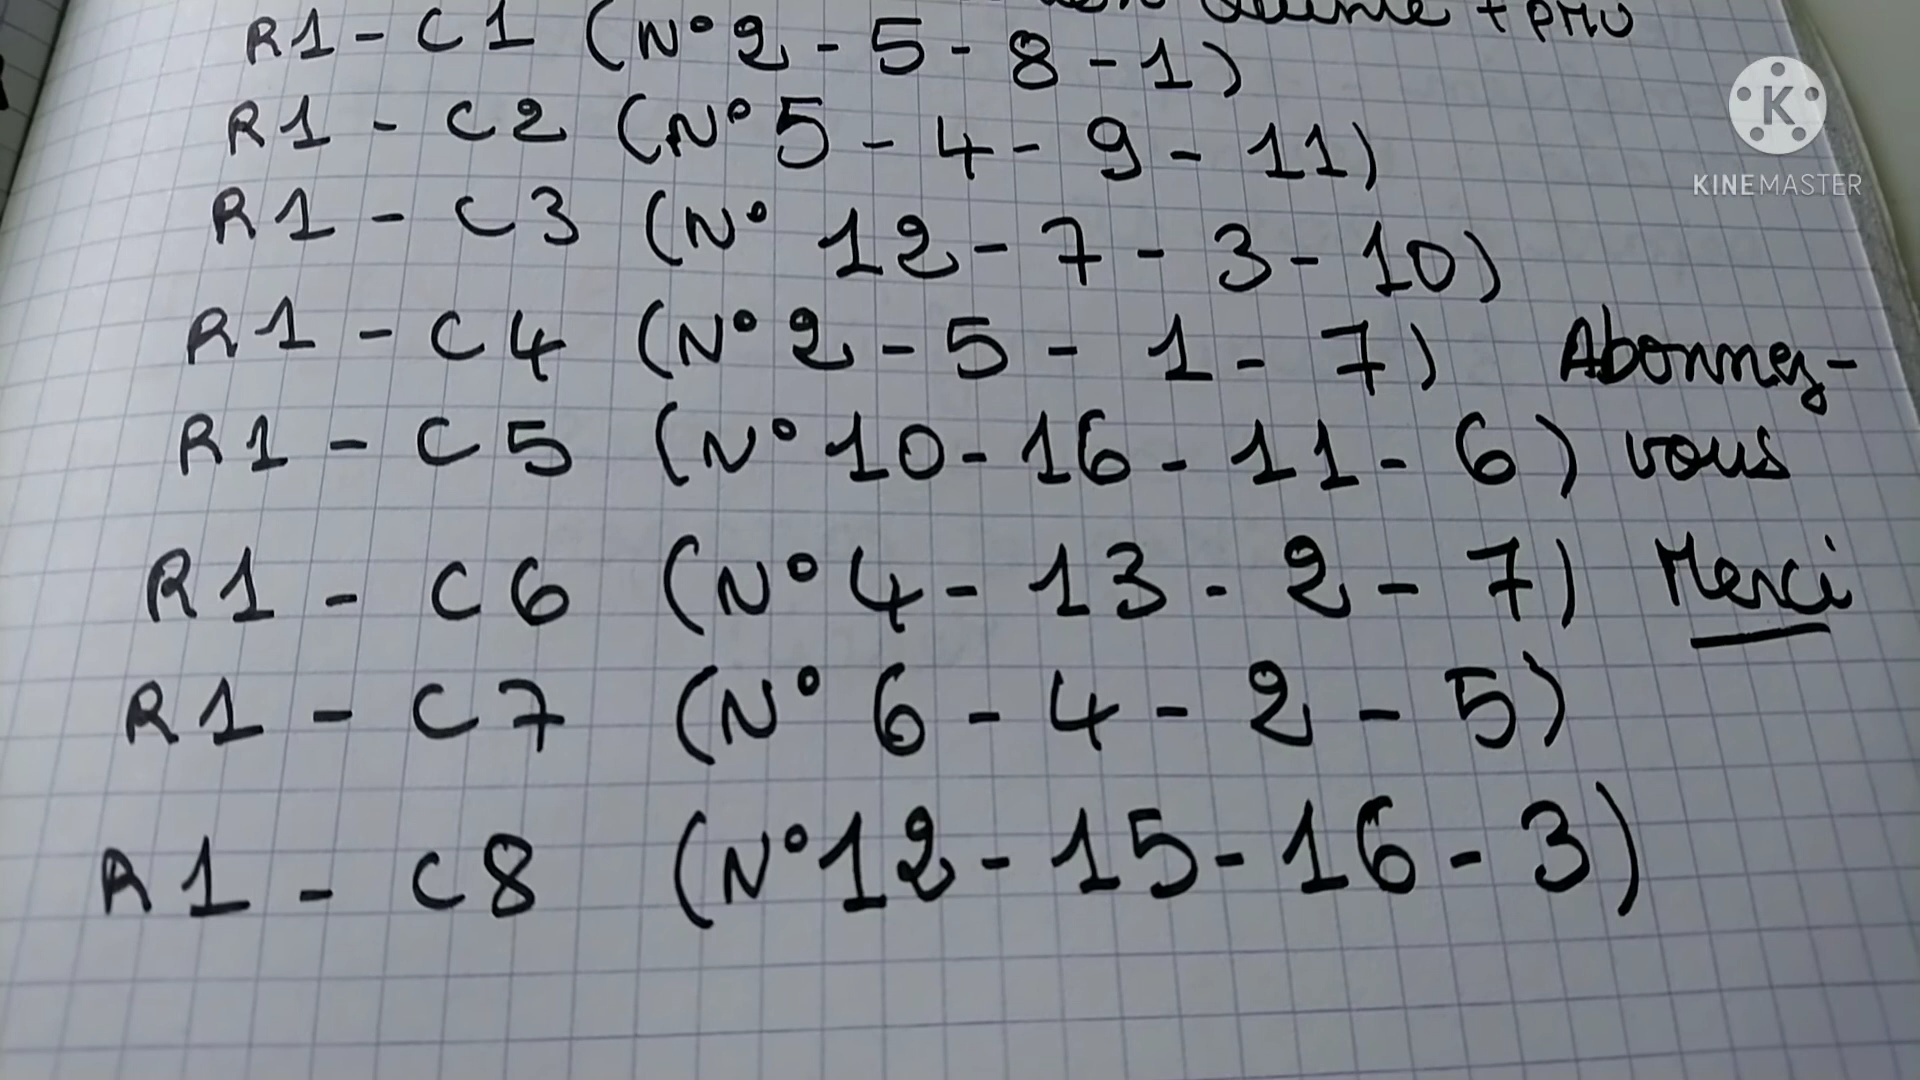 + PMU
R1 - C1 (N° 2 - 5 - 8 - 1)
R1 - C2 (N° 5 - 4 - 9 - 11)
R1 - C3 (N° 12 - 7 - 3 - 10)
R1 - C4 (N° 2 - 5 - 1 - 7) Abonnez-
R1 - C5 (N° 10 - 16 - 11 - 6) vous
R1 - C6 (N° 4 - 13 - 2 - 7) Merci
R1 - C7 (N° 6 - 4 - 2 - 5)
R1 - C8 (N° 12 - 15 - 16 - 3)
K
KINEMASTER